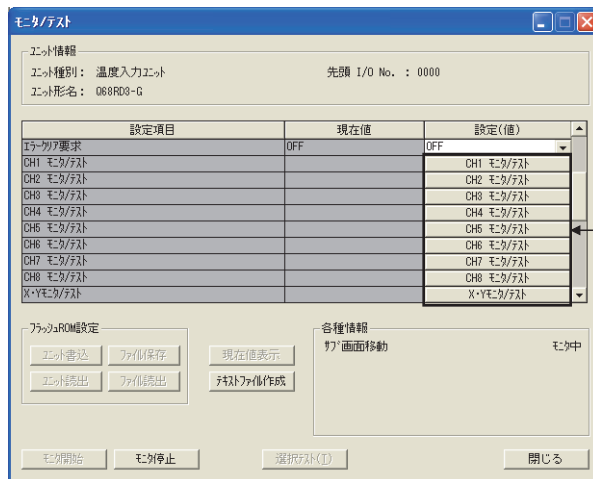 モニタ/テスト
ユニット情報
ユニット種別： 温度入力ユニット 先頭 I/O No. : 0000
ユニット形名： Q68RD3-G
設定項目 現在値 設定(値)
エラークリア要求 OFF OFF
CH1 モニタ/テスト CH1 モニタ/テスト
CH2 モニタ/テスト CH2 モニタ/テスト
CH3 モニタ/テスト CH3 モニタ/テスト
CH4 モニタ/テスト CH4 モニタ/テスト
CH5 モニタ/テスト CH5 モニタ/テスト
CH6 モニタ/テスト CH6 モニタ/テスト
CH7 モニタ/テスト CH7 モニタ/テスト
CH8 モニタ/テスト CH8 モニタ/テスト
X・Yモニタ/テスト X・Yモニタ/テスト
フラッシュROM設定 各種情報
ユニット書込 ファイル保存 現在値表示 サブ画面移動 モニタ中
ユニット読出 ファイル読出 テキストファイル作成
モニタ開始 モニタ停止 選択テスト(T) 閉じる